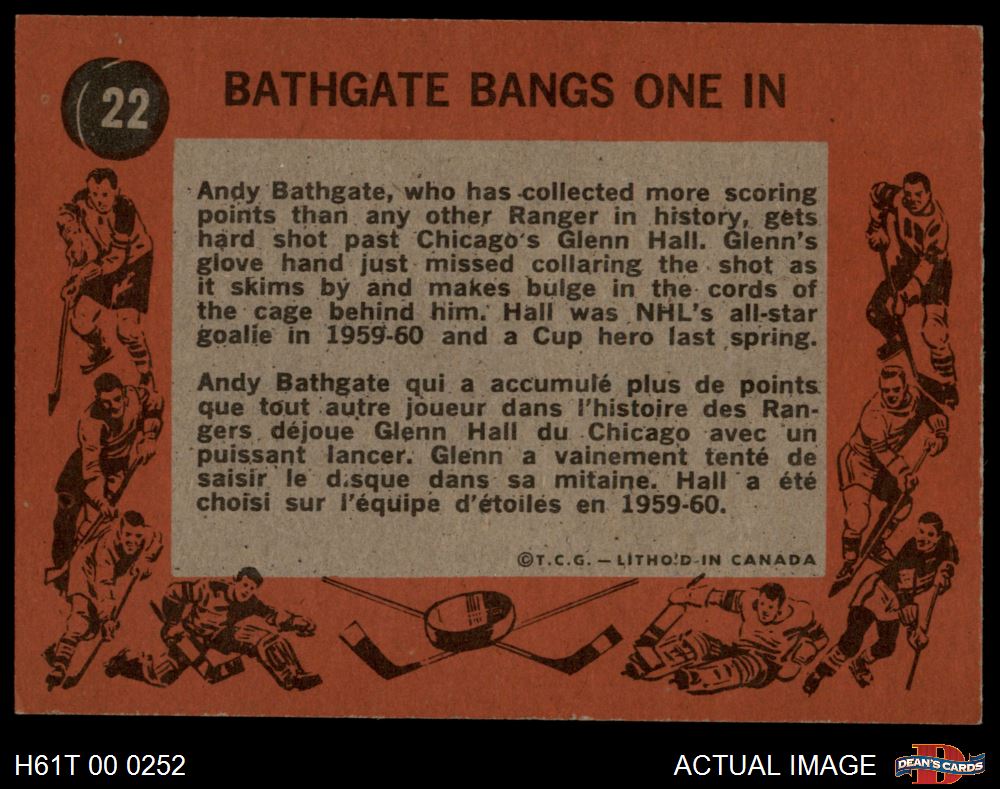 22
BATHGATE BANGS ONE IN
Andy Bathgate, who has collected more scoring
points than any other Ranger in history, gets
hard shot past Chicago's Glenn Hall. Glenn's
glove hand just missed collaring the shot as
it skims by and makes bulge in the cords of
the cage behind him. Hall was NHL's all-star
goalie in 1959-60 and a Cup hero last spring.
Andy Bathgate qui a accumulé plus de points
que tout autre joueur dans l'histoire des Ran-
gers déjoue Glenn Hall du Chicago avec un
puissant lancer. Glenn a vainement tenté de
saisir le disque dans sa mitaine. Hall a été
choisi sur l'équipe d'étoiles en 1959-60.
©T.C.G. — LITHO'D IN CANADA
H61T 00 0252
ACTUAL IMAGE
D
DEAN'S CARDS